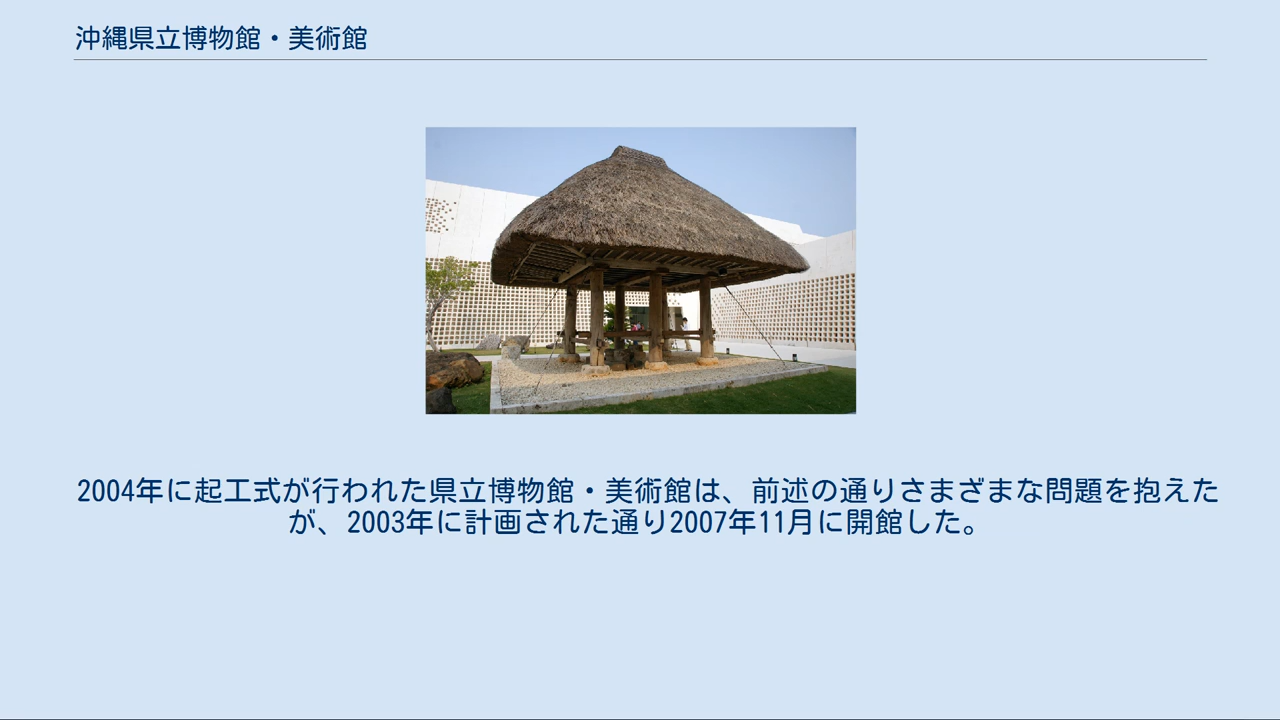 沖縄県立博物館・美術館
2004年に起工式が行われた県立博物館・美術館は、前述の通りさまざまな問題を抱えた
が、2003年に計画された通り2007年11月に開館した。